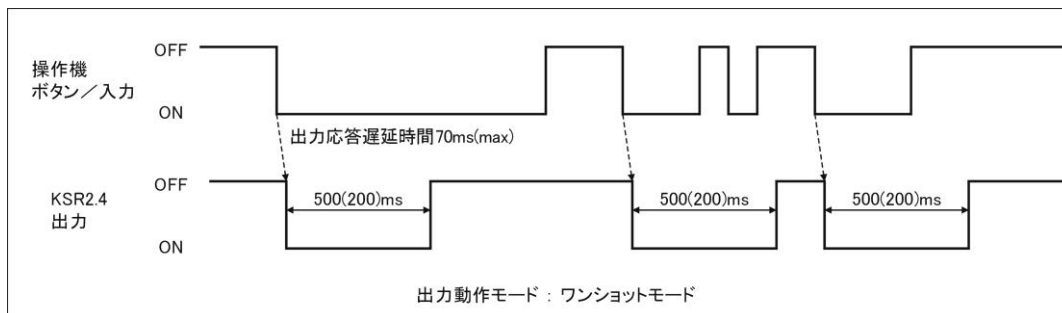 OFF
操作機
ボタン／入力
ON
出力応答遅延時間70ms(max)
OFF
KSR2.4
出力
500(200)ms
500(200)ms
500(200)ms
ON
出力動作モード : ワンショットモード